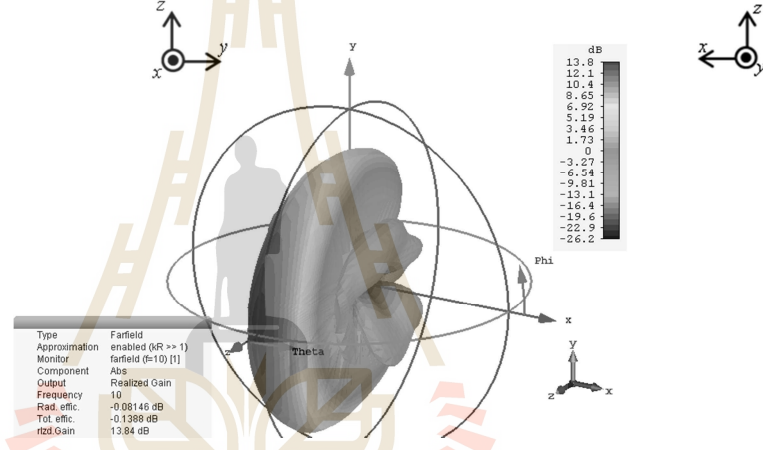 z
y
x
z
x
y
y
dB
13.8
12.1
10.4
8.65
6.92
5.19
3.46
1.73
0
-3.27
-6.54
-9.81
-13.1
-16.4
-19.6
-22.9
-26.2
Phi
x
z
Theta
y
z
x
Type Farfield
Approximation enabled (kR >> 1)
Monitor farfield (f=10) [1]
Component Abs
Output Realized Gain
Frequency 10
Rad. effic. -0.08146 dB
Tot. effic. -0.1388 dB
rlzd.Gain 13.84 dB